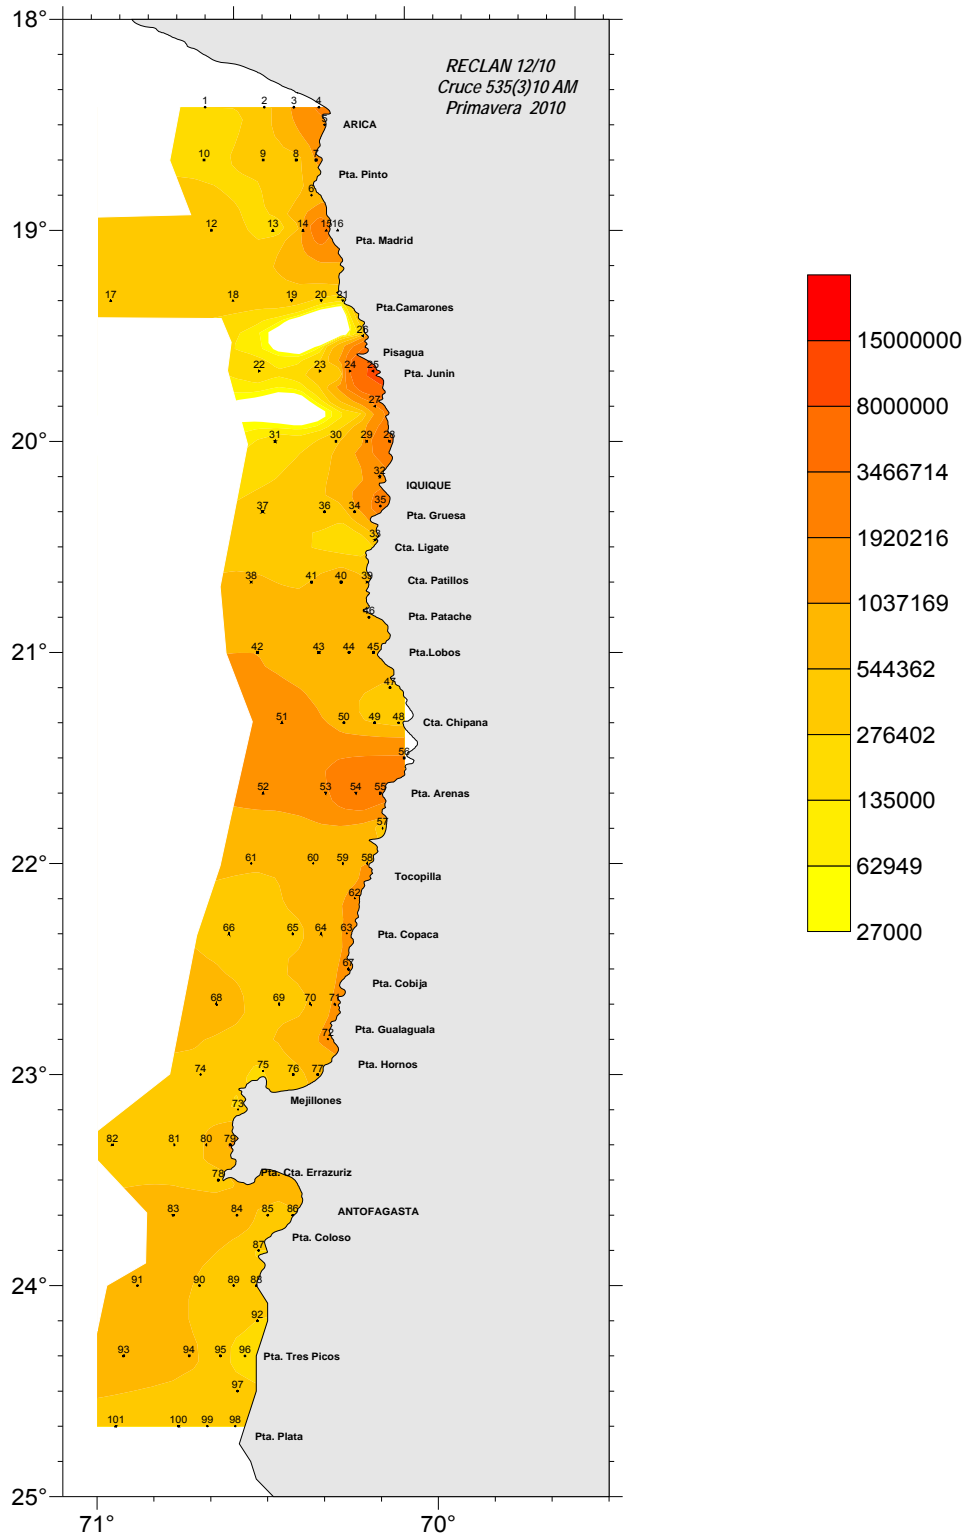 18°
RECLAN 12/10
Cruce 535(3)10 AM
Primavera 2010
1 2 3 4
5 ARICA
10 9 8 7
Pta. Pinto
6
12 13 14 15 16
19°
Pta. Madrid
17 18 19 20 21
Pta.Camarones
26
Pisagua
22 23 24 25
Pta. Junin
27
20°
31 30 29 28
32
IQUIQUE
37 36 34 35
Pta. Gruesa
33
Cta. Ligate
38 41 40 39
Cta. Patillos
46
Pta. Patache
21°
42 43 44 45
Pta.Lobos
47
51 50 49 48
Cta. Chipana
56
52 53 54 55
Pta. Arenas
57
22°
61 60 59 58
Tocopilla
62
66 65 64 63
Pta. Copaca
67
Pta. Cobija
68 69 70 71
72
Pta. Gualaguala
23°
74 75 76 77
Pta. Hornos
73
Mejillones
82 81 80 79
78
Pta. Cta. Errazuriz
83 84 85 86
ANTOFAGASTA
Pta. Coloso
87
24°
91 90 89 88
92
93 94 95 96
Pta. Tres Picos
97
101 100 99 98
Pta. Plata
25°
71° 70°
15000000
8000000
3466714
1920216
1037169
544362
276402
135000
62949
27000